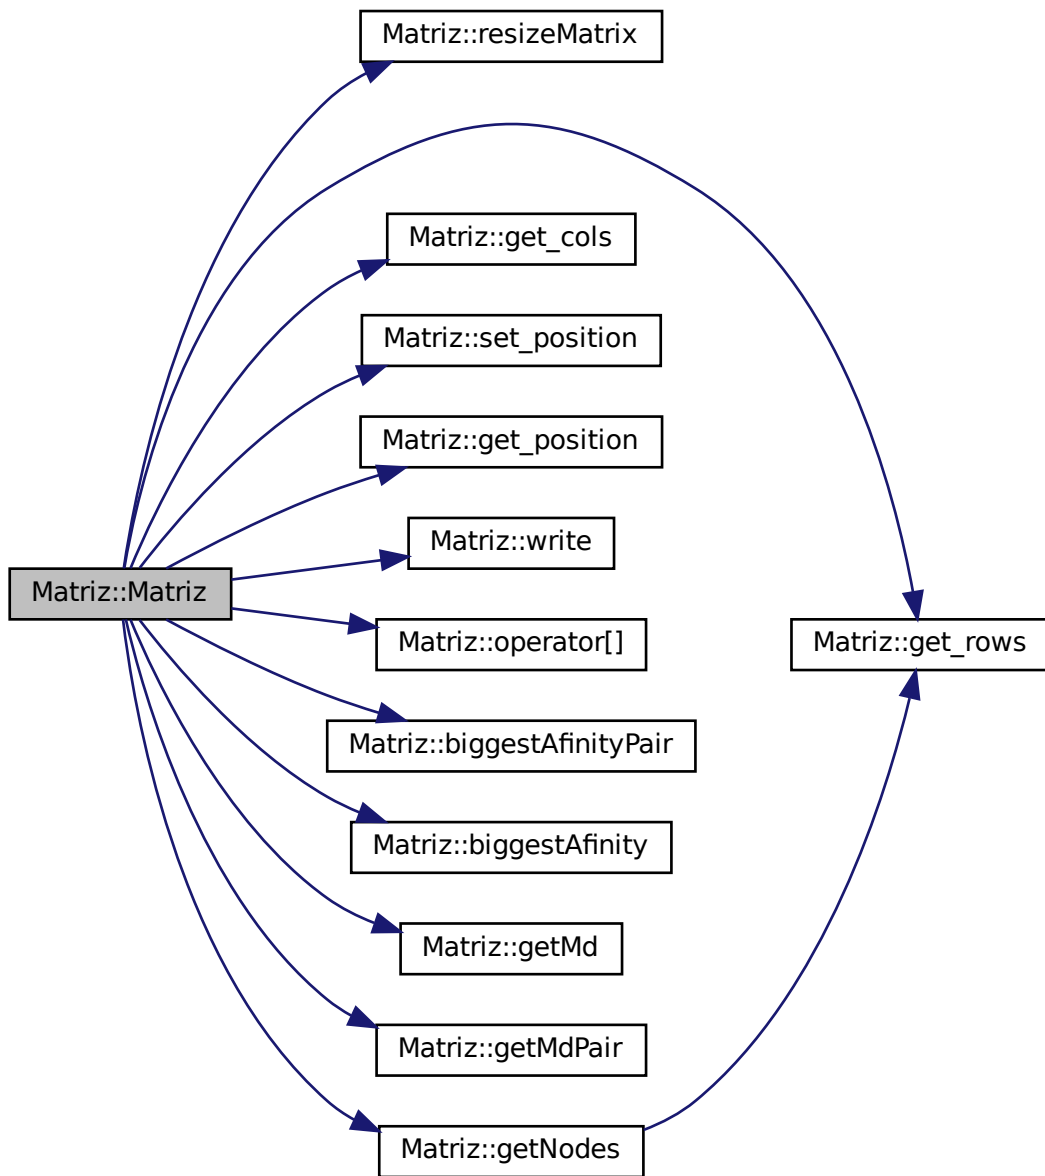 Matriz::resizeMatrix
Matriz::get_cols
Matriz::set_position
Matriz::get_position
Matriz::write
Matriz::Matriz
Matriz::operator[]
Matriz::get_rows
Matriz::biggestAfinityPair
Matriz::biggestAfinity
Matriz::getMd
Matriz::getMdPair
Matriz::getNodes